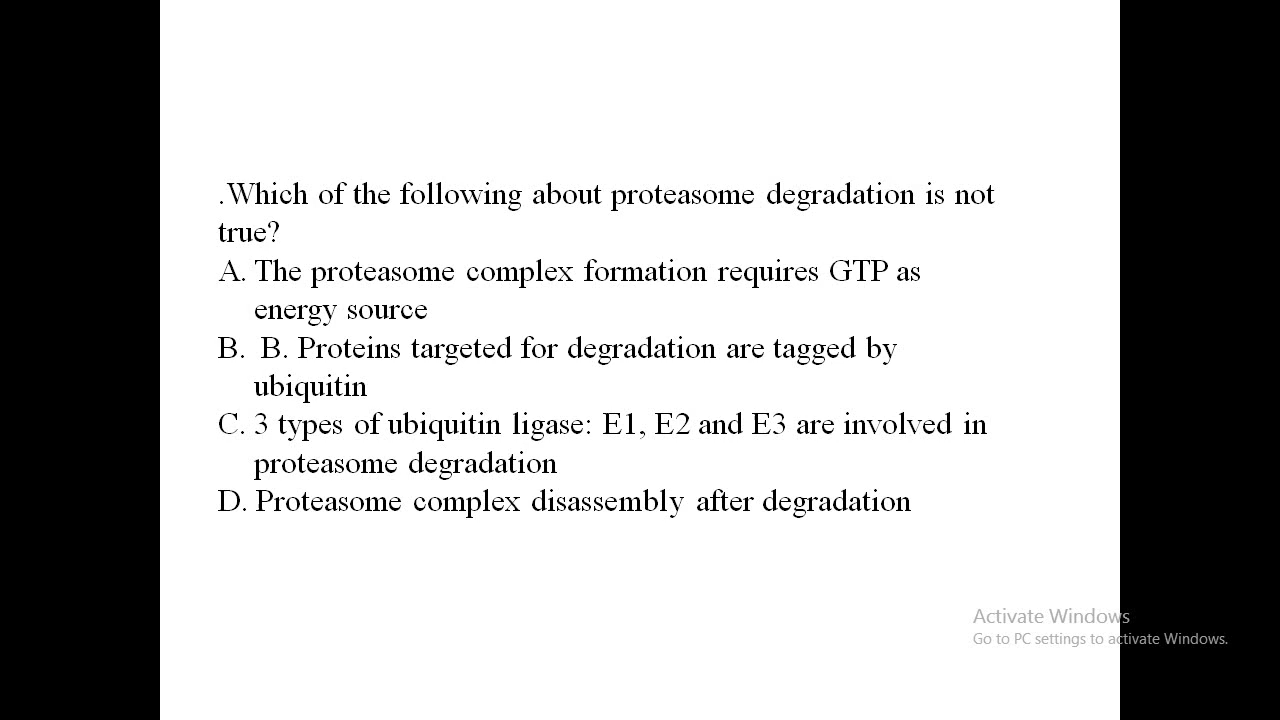 .Which of the following about proteasome degradation is not
true?
A. The proteasome complex formation requires GTP as
energy source
B. B. Proteins targeted for degradation are tagged by
ubiquitin
C. 3 types of ubiquitin ligase: E1, E2 and E3 are involved in
proteasome degradation
D. Proteasome complex disassembly after degradation
Activate Windows
Go to PC settings to activate Windows.